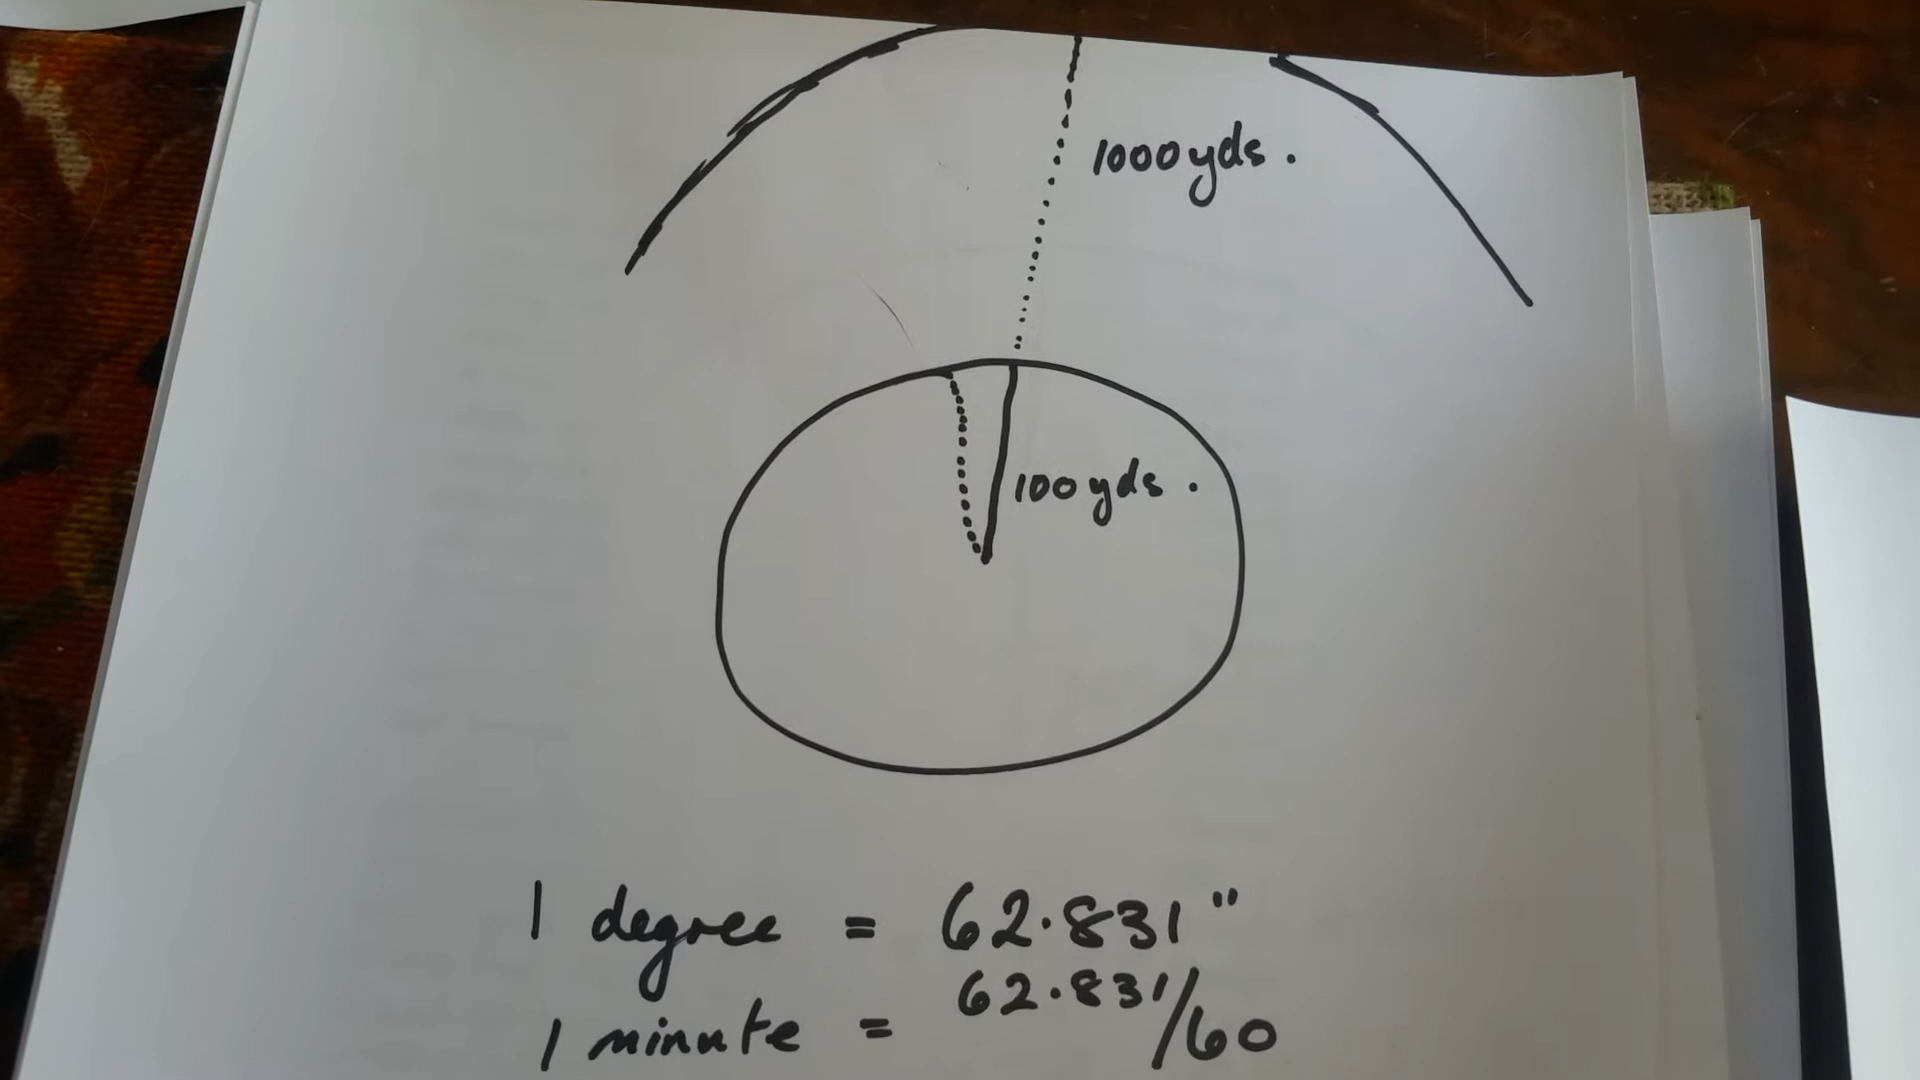 1000 yds.
100 yds.
1 degree = 62.831"
1 minute = 62.831/60